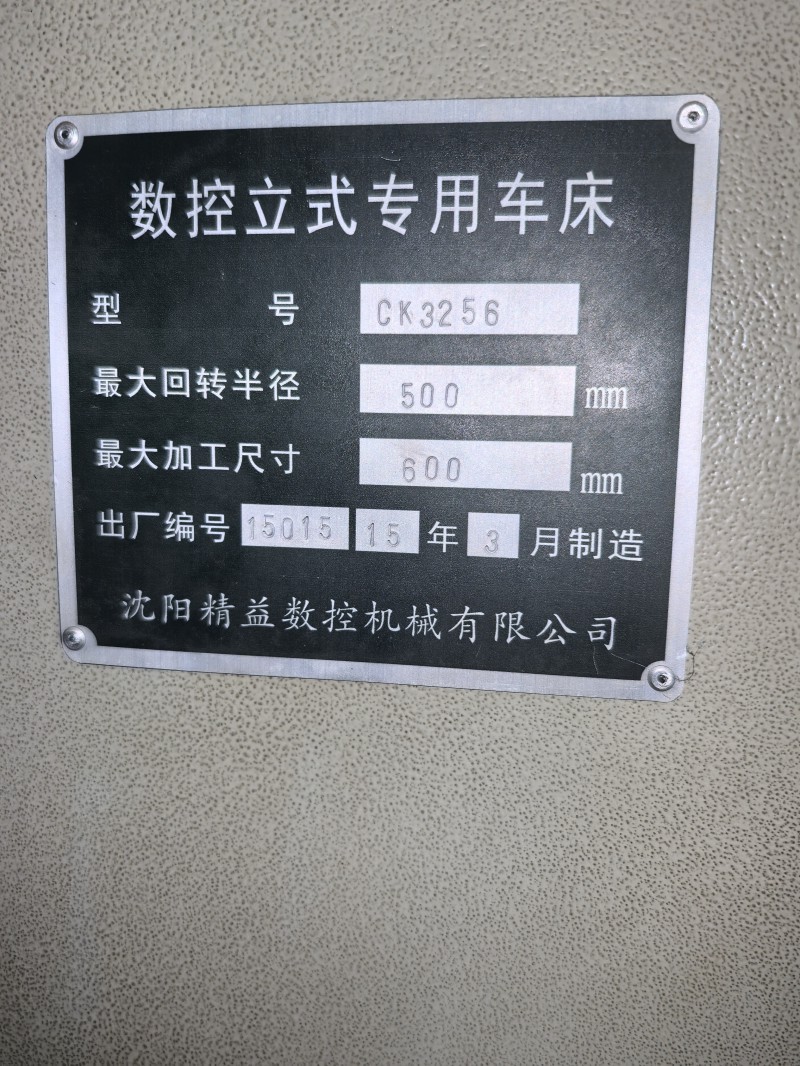 数控立式专用车床
型号 CK3256
最大回转半径 500 mm
最大加工尺寸 600 mm
出厂编号 15015 15 年 3 月制造
沈阳精益数控机械有限公司